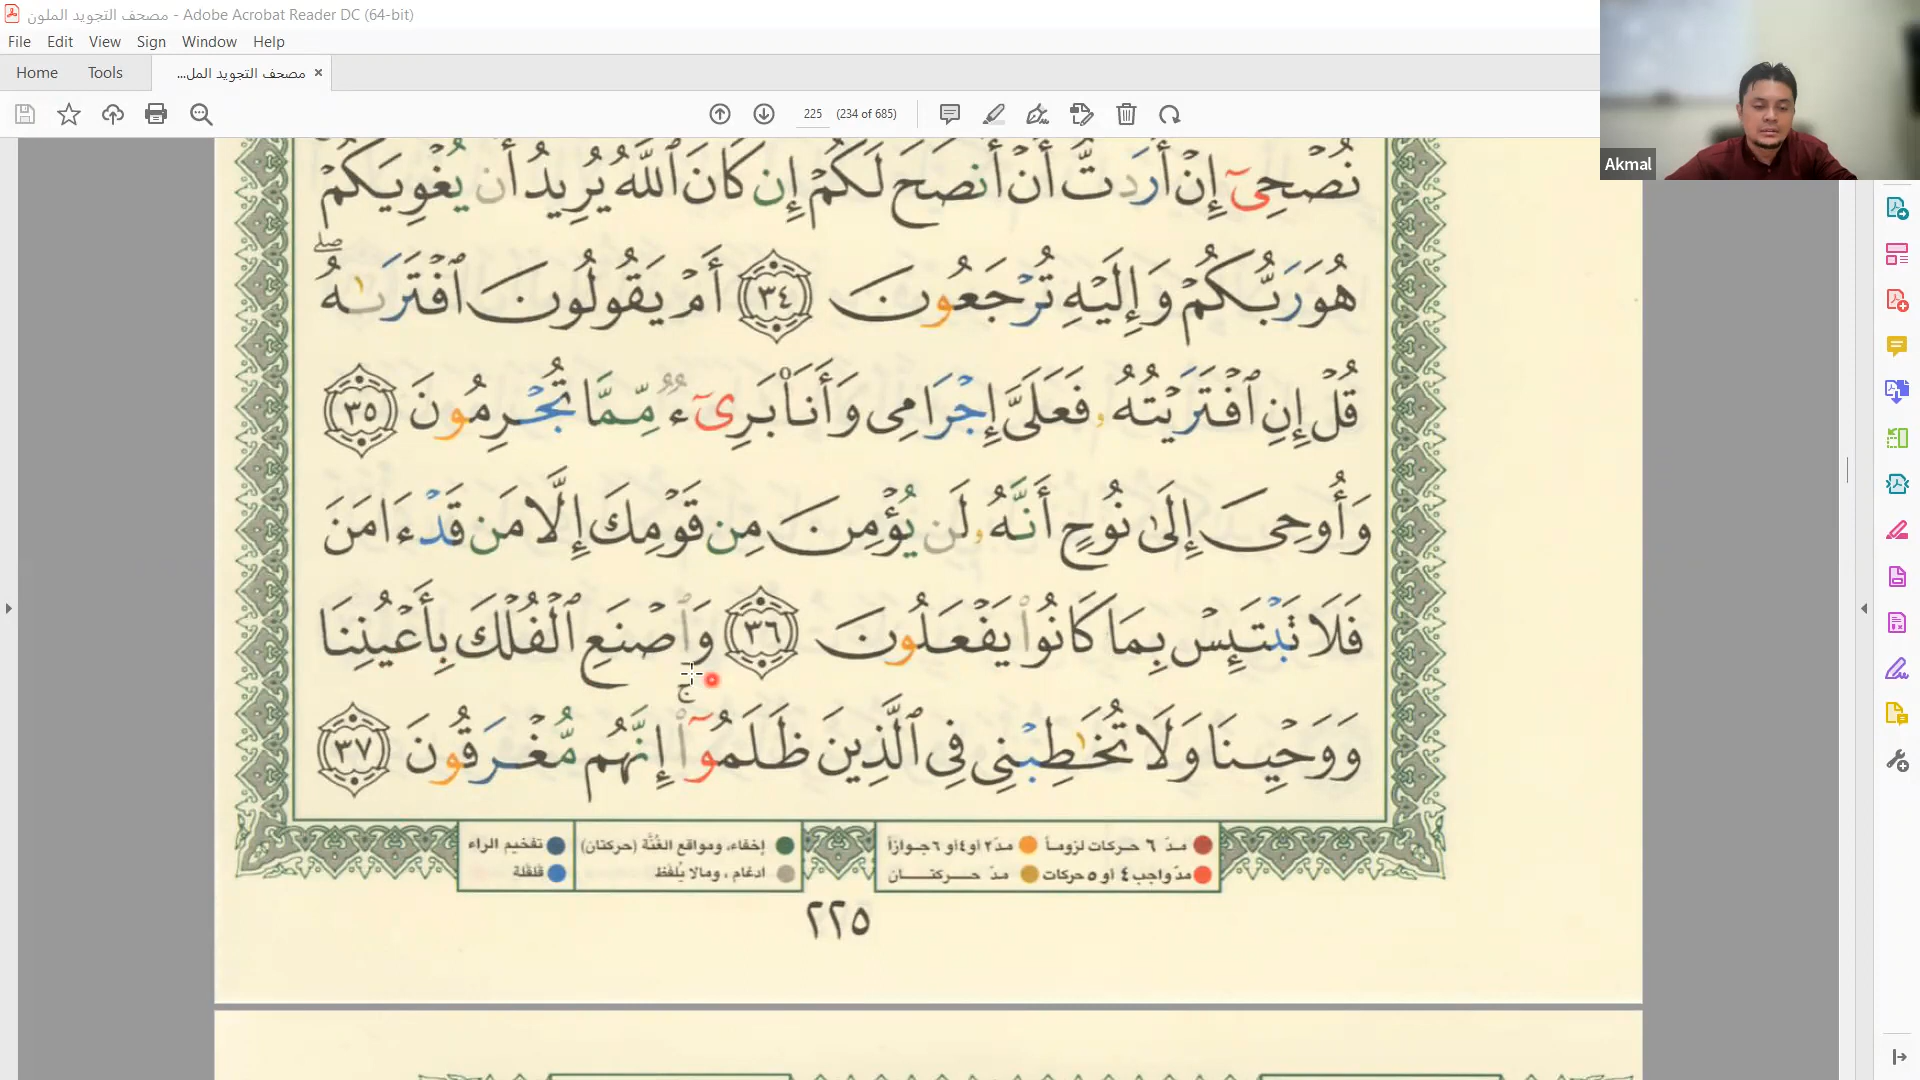 مصحف التجويد الملون - Adobe Acrobat Reader DC (64-bit)
File Edit View Sign Window Help
Home Tools مصحف التجويد المل... ×
225 (234 of 685)
Akmal
نُصْحِىٓ إِنْ أَرَدتُّ أَنْ أَنصَحَ لَكُمْ إِن كَانَ ٱللَّهُ يُرِيدُ أَن يُغْوِيَكُمْ
هُوَ رَبُّكُمْ وَإِلَيْهِ تُرْجَعُونَ ٣٤ أَمْ يَقُولُونَ ٱفْتَرَىٰهُ ۖ
قُلْ إِنِ ٱفْتَرَيْتُهُۥ فَعَلَىَّ إِجْرَامِى وَأَنَا۠ بَرِىٓءٌ مِّمَّا تُجْرِمُونَ ٣٥
وَأُوحِىَ إِلَىٰ نُوحٍ أَنَّهُۥ لَن يُؤْمِنَ مِن قَوْمِكَ إِلَّا مَن قَدْ ءَامَنَ
فَلَا تَبْتَئِسْ بِمَا كَانُوا۟ يَفْعَلُونَ ٣٦ وَٱصْنَعِ ٱلْفُلْكَ بِأَعْيُنِنَا
وَوَحْيِنَا وَلَا تُخَٰطِبْنِى فِى ٱلَّذِينَ ظَلَمُوٓا۟ ۚ إِنَّهُم مُّغْرَقُونَ ٣٧
مدّ ٦ حركات لزوماً مدّ ٢ أو ٤ أو ٦ جوازاً إخفاء، ومواقع الغُنَّة (حركتان) تفخيم الراء
مدّ واجب ٤ أو ٥ حركات مدّ حركتان ادغام ، ومالا يُلفَظ قلقلة
٢٢٥